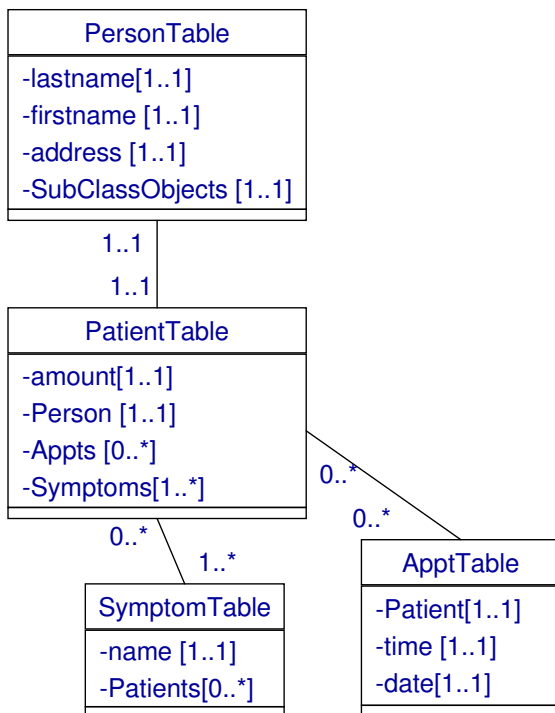 PersonTable
-lastname[1..1]
-firstname [1..1]
-address [1..1]
-SubClassObjects [1..1]
1..1
1..1
PatientTable
-amount[1..1]
-Person [1..1]
-Appts [0..*]
-Symptoms[1..*]
0..*
0..*
0..*
1..*
SymptomTable
-name [1..1]
-Patients[0..*]
ApptTable
-Patient[1..1]
-time [1..1]
-date[1..1]